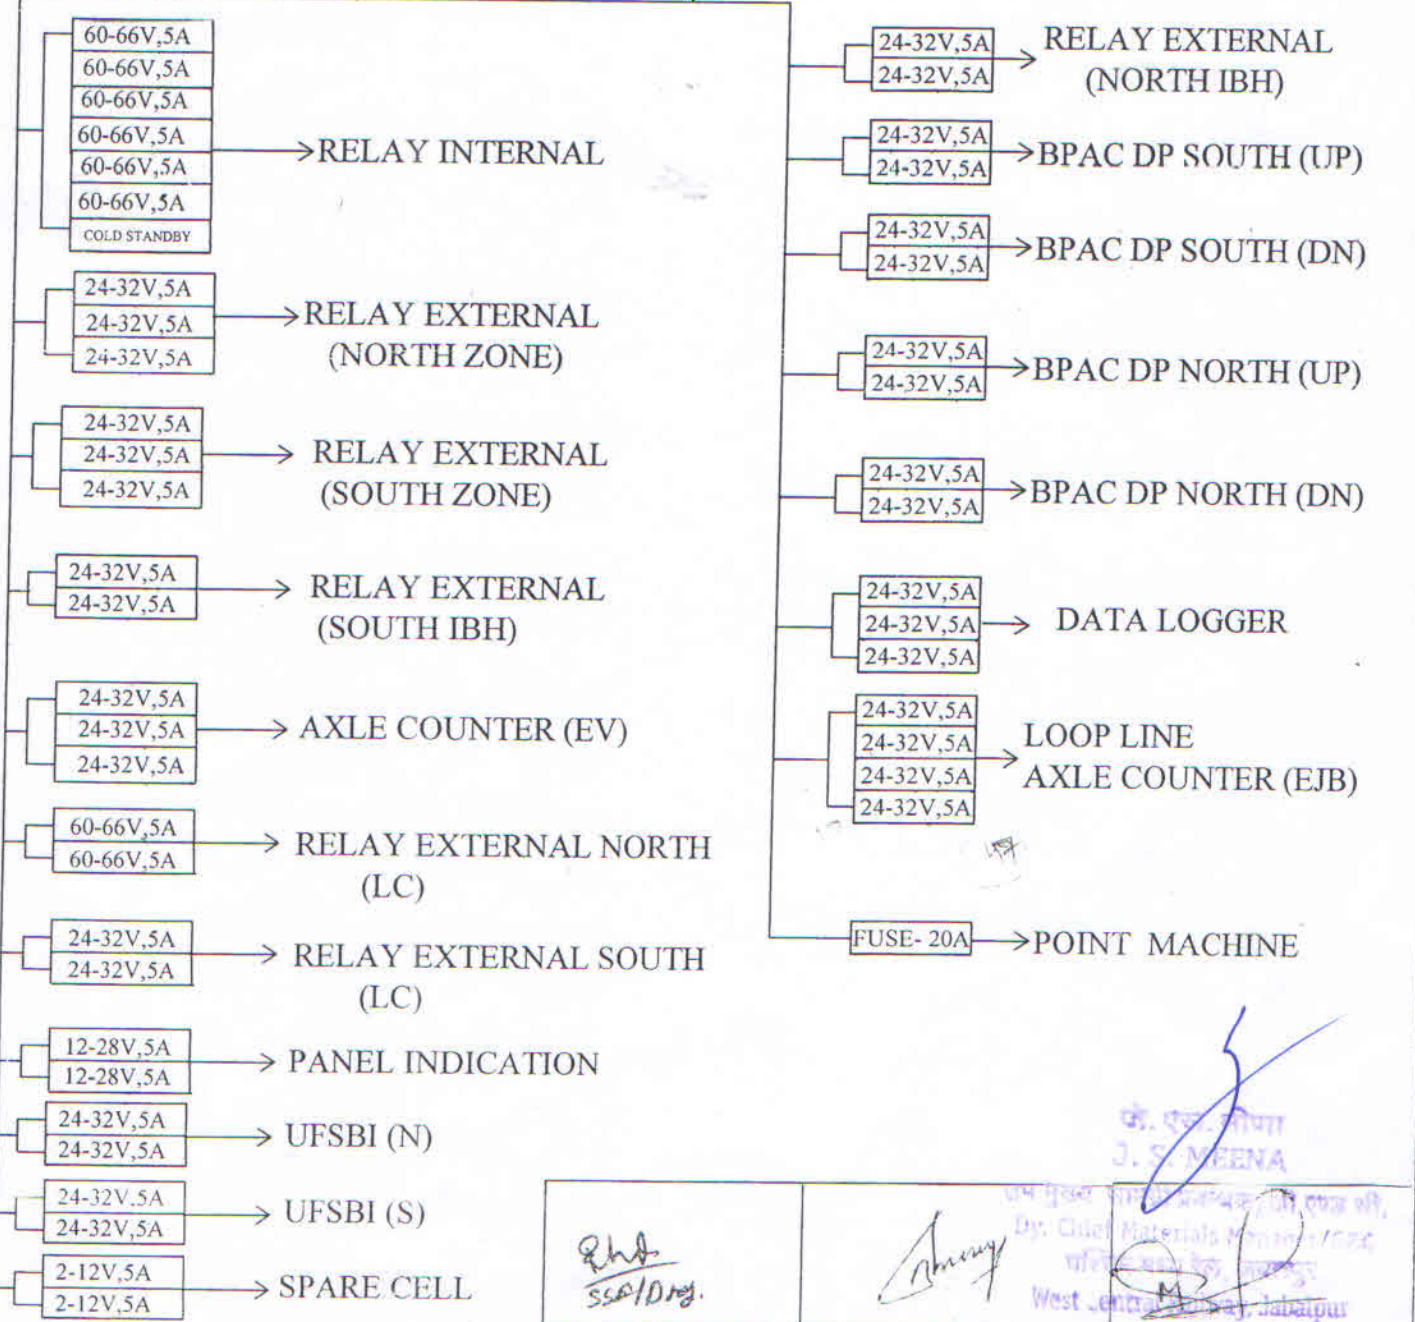 60-66V,5A
60-66V,5A
60-66V,5A
60-66V,5A
60-66V,5A
60-66V,5A
COLD STANDBY
RELAY INTERNAL
24-32V,5A
24-32V,5A
24-32V,5A
RELAY EXTERNAL
(NORTH ZONE)
24-32V,5A
24-32V,5A
24-32V,5A
RELAY EXTERNAL
(SOUTH ZONE)
24-32V,5A
24-32V,5A
RELAY EXTERNAL
(SOUTH IBH)
24-32V,5A
24-32V,5A
24-32V,5A
AXLE COUNTER (EV)
60-66V,5A
60-66V,5A
RELAY EXTERNAL NORTH
(LC)
24-32V,5A
24-32V,5A
RELAY EXTERNAL SOUTH
(LC)
12-28V,5A
12-28V,5A
PANEL INDICATION
24-32V,5A
24-32V,5A
UFSBI (N)
24-32V,5A
24-32V,5A
UFSBI (S)
2-12V,5A
2-12V,5A
SPARE CELL
24-32V,5A
24-32V,5A
RELAY EXTERNAL
(NORTH IBH)
24-32V,5A
24-32V,5A
BPAC DP SOUTH (UP)
24-32V,5A
24-32V,5A
BPAC DP SOUTH (DN)
24-32V,5A
24-32V,5A
BPAC DP NORTH (UP)
24-32V,5A
24-32V,5A
BPAC DP NORTH (DN)
24-32V,5A
24-32V,5A
24-32V,5A
DATA LOGGER
24-32V,5A
24-32V,5A
24-32V,5A
24-32V,5A
LOOP LINE
AXLE COUNTER (EJB)
FUSE- 20A
POINT MACHINE
एस. मीणा
J. S. MEENA
Dy. Chief Materials
West Central Railway, Jabalpur